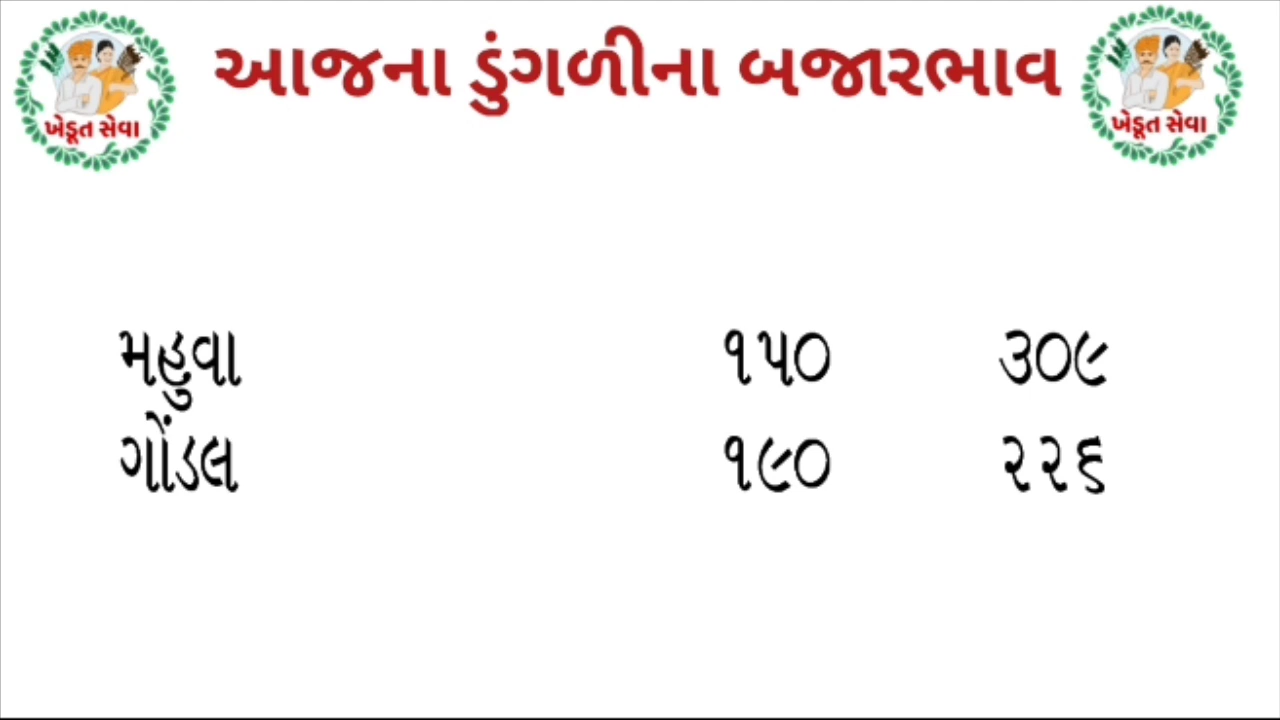 ખેડૂત સેવા
આજના ડુંગળીના બજારભાવ
ખેડૂત સેવા
મહુવા ૧૫૦ ૩૦૯
ગોંડલ ૧૯૦ ૨૨૬